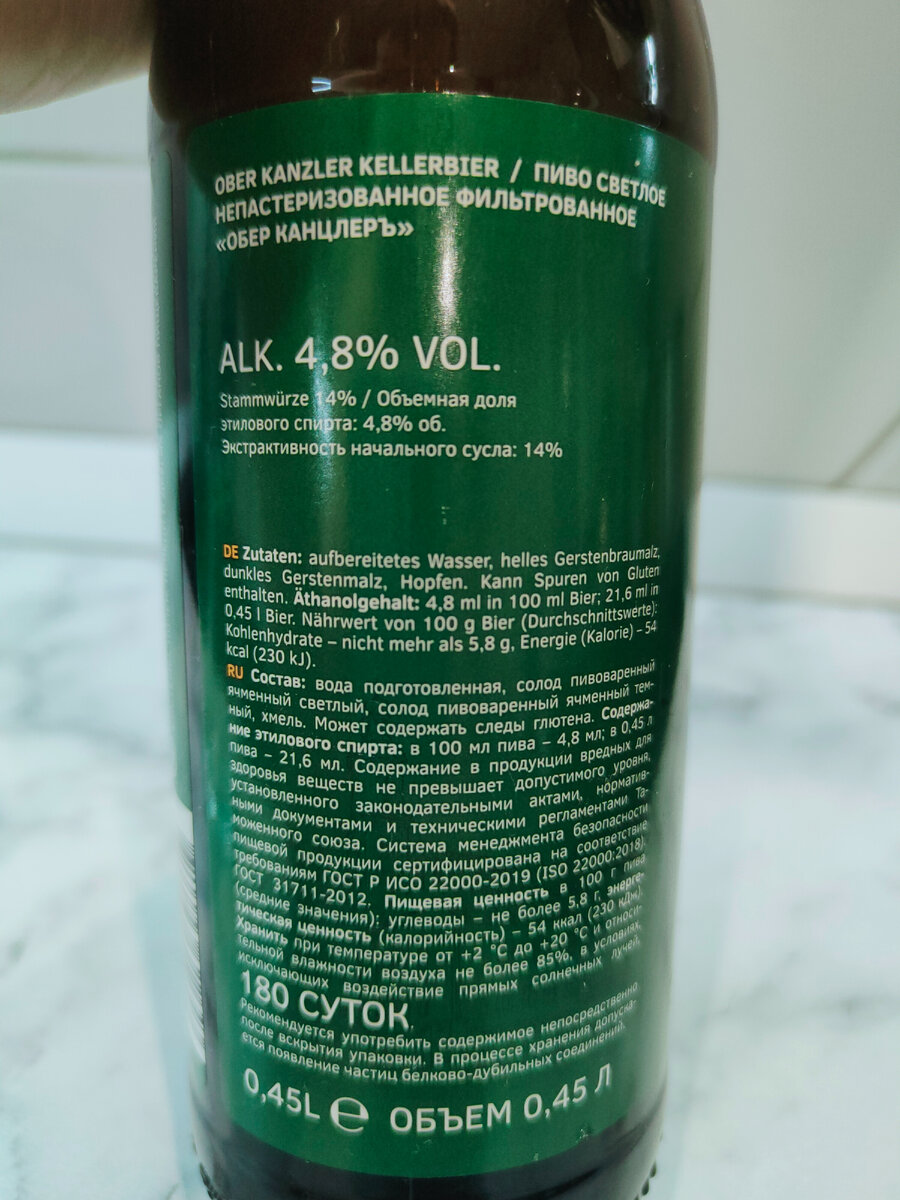 OBER KANZLER KELLERBIER / ПИВО СВЕТЛОЕ
НЕПАСТЕРИЗОВАННОЕ ФИЛЬТРОВАННОЕ
«ОБЕР КАНЦЛЕРЪ»
ALK. 4,8% VOL.
Stammwürze 14% / Объемная доля
этилового спирта: 4,8% об.
Экстрактивность начального сусла: 14%
DE Zutaten: aufbereitetes Wasser, helles Gerstenbraumalz,
dunkles Gerstenmalz, Hopfen. Kann Spuren von Gluten
enthalten. Äthanolgehalt: 4,8 ml in 100 ml Bier; 21,6 ml in
0,45 l Bier. Nährwert von 100 g Bier (Durchschnittswerte):
Kohlenhydrate – nicht mehr als 5,8 g, Energie (Kalorie) – 54
kcal (230 kJ).
RU Состав: вода подготовленная, солод пивоваренный
ячменный светлый, солод пивоваренный ячменный тем-
ный, хмель. Может содержать следы глютена. Содержа-
ние этилового спирта: в 100 мл пива – 4,8 мл; в 0,45 л
пива – 21,6 мл. Содержание в продукции вредных для
здоровья веществ не превышает допустимого уровня,
установленного законодательными актами, норматив-
ными документами и техническими регламентами Та-
моженного союза. Система менеджмента безопасности
пищевой продукции сертифицирована на соответствие
требованиям ГОСТ Р ИСО 22000-2019 (ISO 22000:2018).
ГОСТ 31711-2012. Пищевая ценность в 100 г пива
(средние значения): углеводы – не более 5,8 г, энерге-
тическая ценность (калорийность) – 54 ккал (230 кДж).
Хранить при температуре от +2 °С до +20 °С и относи-
тельной влажности воздуха не более 85%, в условиях,
исключающих воздействие прямых солнечных лучей,
180 СУТОК.
Рекомендуется употребить содержимое непосредственно
после вскрытия упаковки. В процессе хранения допуска-
ется появление частиц белково-дубильных соединений.
0,45L ℮ ОБЪЕМ 0,45 Л